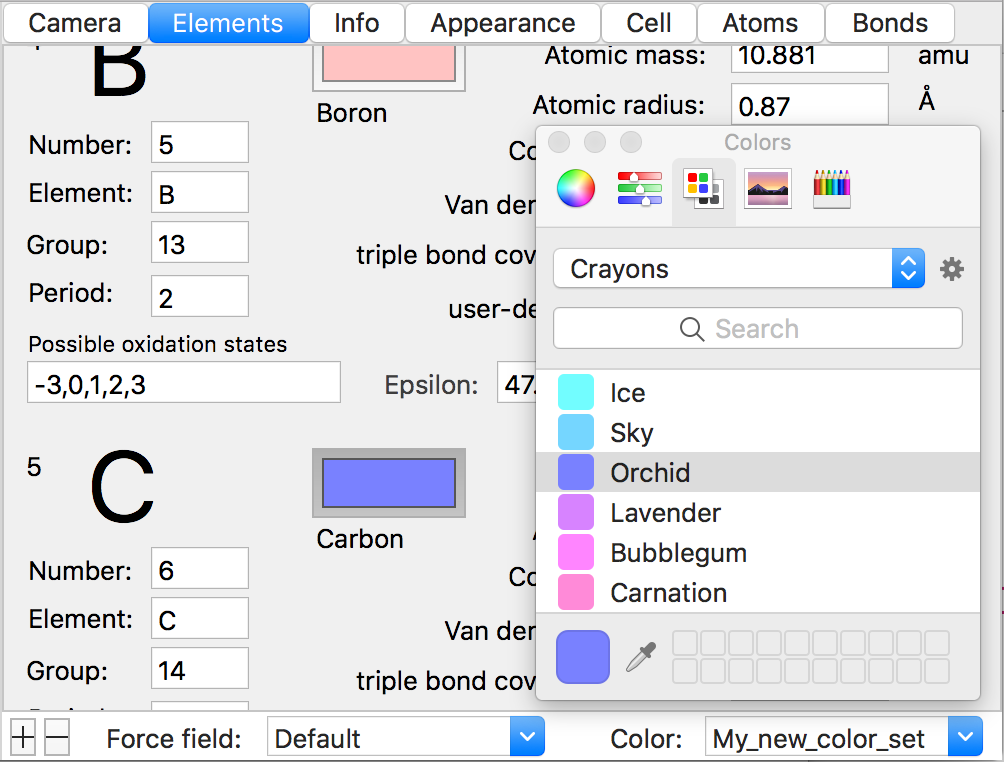 Camera Elements Info Appearance Cell Atoms Bonds
B
Boron
Atomic mass: 10.881 amu
Atomic radius: 0.87 Å
Number: 5
Element: B
Group: 13
Period: 2
Possible oxidation states
-3,0,1,2,3
Co
Van der
triple bond cov
user-de
Epsilon: 47.
5
C
Carbon
Number: 6
Element: C
Group: 14
Co
Van der
triple bond cov
Colors
Crayons
Search
Ice
Sky
Orchid
Lavender
Bubblegum
Carnation
Force field: Default Color: My_new_color_set